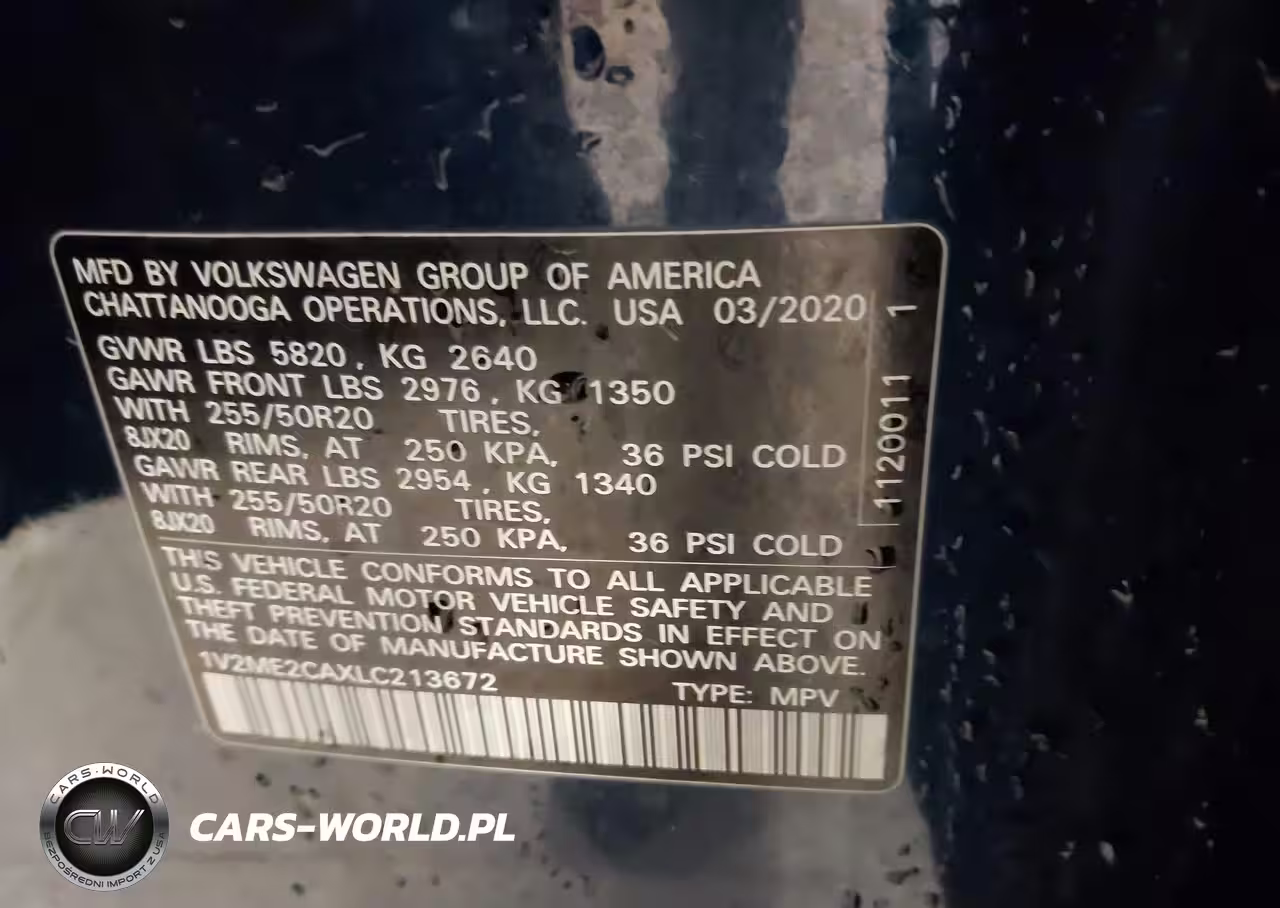 MFD BY VOLKSWAGEN GROUP OF AMERICA
CHATTANOOGA OPERATIONS, LLC. USA 03/2020
GVWR LBS 5820, KG 2640
GAWR FRONT LBS 2976, KG 1350
WITH 255/50R20 TIRES,
8JX20 RIMS, AT 250 KPA, 36 PSI COLD
GAWR REAR LBS 2954, KG 1340
WITH 255/50R20 TIRES,
8JX20 RIMS, AT 250 KPA, 36 PSI COLD
THIS VEHICLE CONFORMS TO ALL APPLICABLE
U.S. FEDERAL MOTOR VEHICLE SAFETY AND
THEFT PREVENTION STANDARDS IN EFFECT ON
THE DATE OF MANUFACTURE SHOWN ABOVE.
1V2ME2CAXLC213672
TYPE: MPV
1120011 1
CARS-WORLD
CW
BEZPOŚREDNI IMPORT Z USA
CARS-WORLD.PL